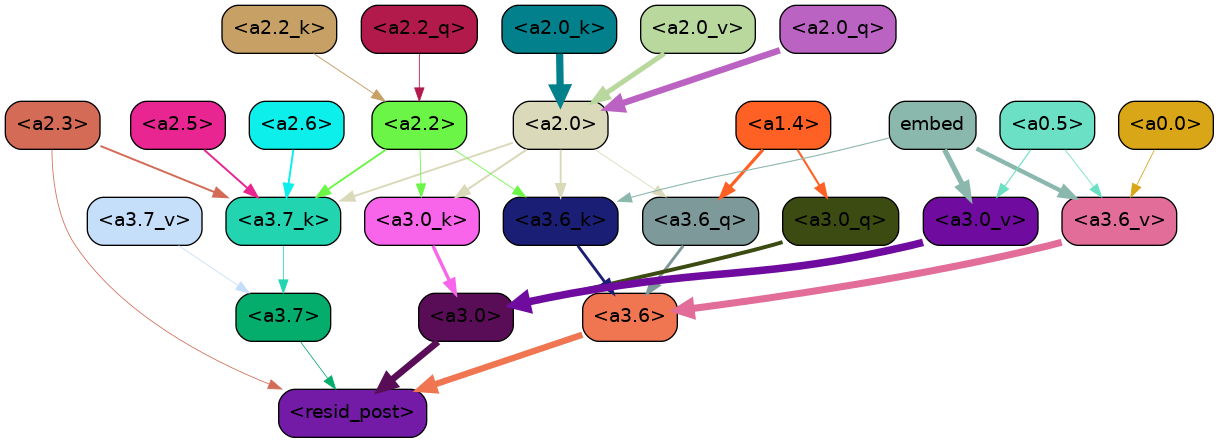 <a2.2_k> <a2.2_q> <a2.0_k> <a2.0_v> <a2.0_q>
<a2.3> <a2.5> <a2.6> <a2.2> <a2.0> <a1.4> embed <a0.5> <a0.0>
<a3.7_v> <a3.7_k> <a3.0_k> <a3.6_k> <a3.6_q> <a3.0_q> <a3.0_v> <a3.6_v>
<a3.7> <a3.0> <a3.6>
<resid_post>